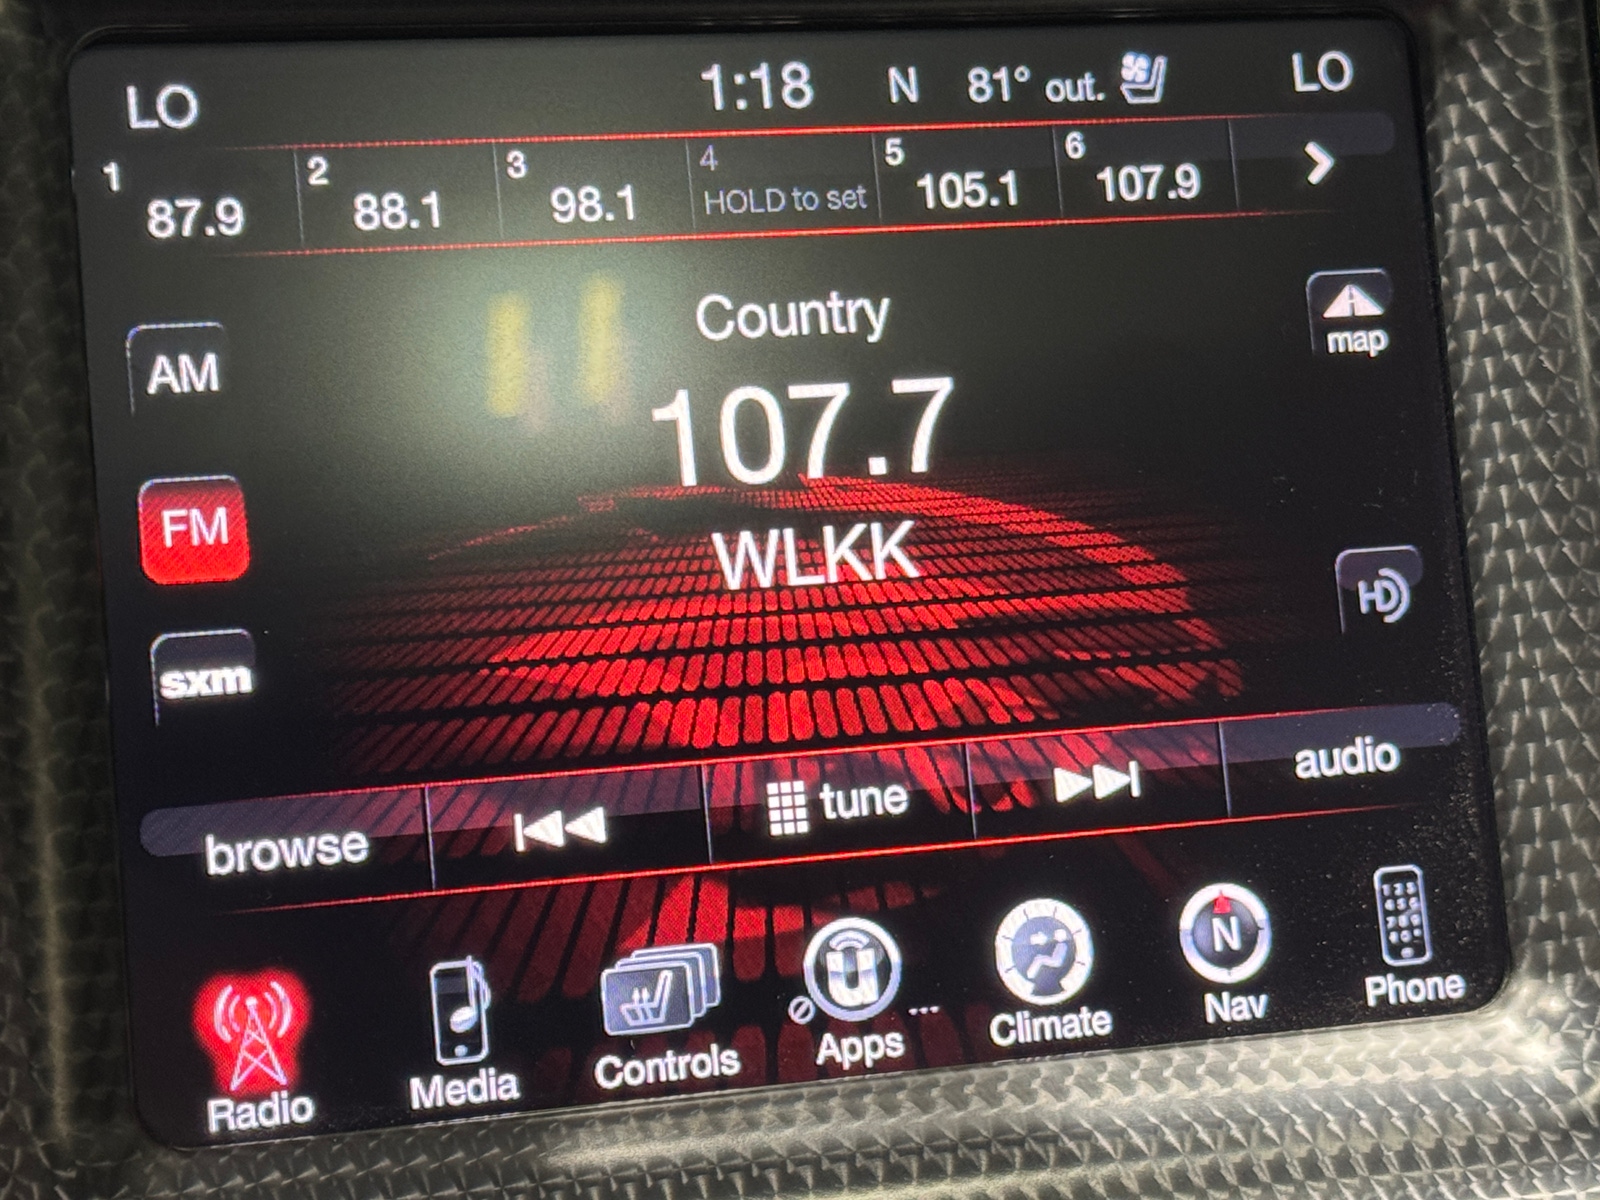 LO 1:18 N 81° out. LO
1 87.9 2 88.1 3 98.1 4 HOLD to set 5 105.1 6 107.9
Country
map
AM
107.7
FM
WLKK
HD
sxm
browse tune audio
Radio Media Controls Apps Climate N Nav Phone